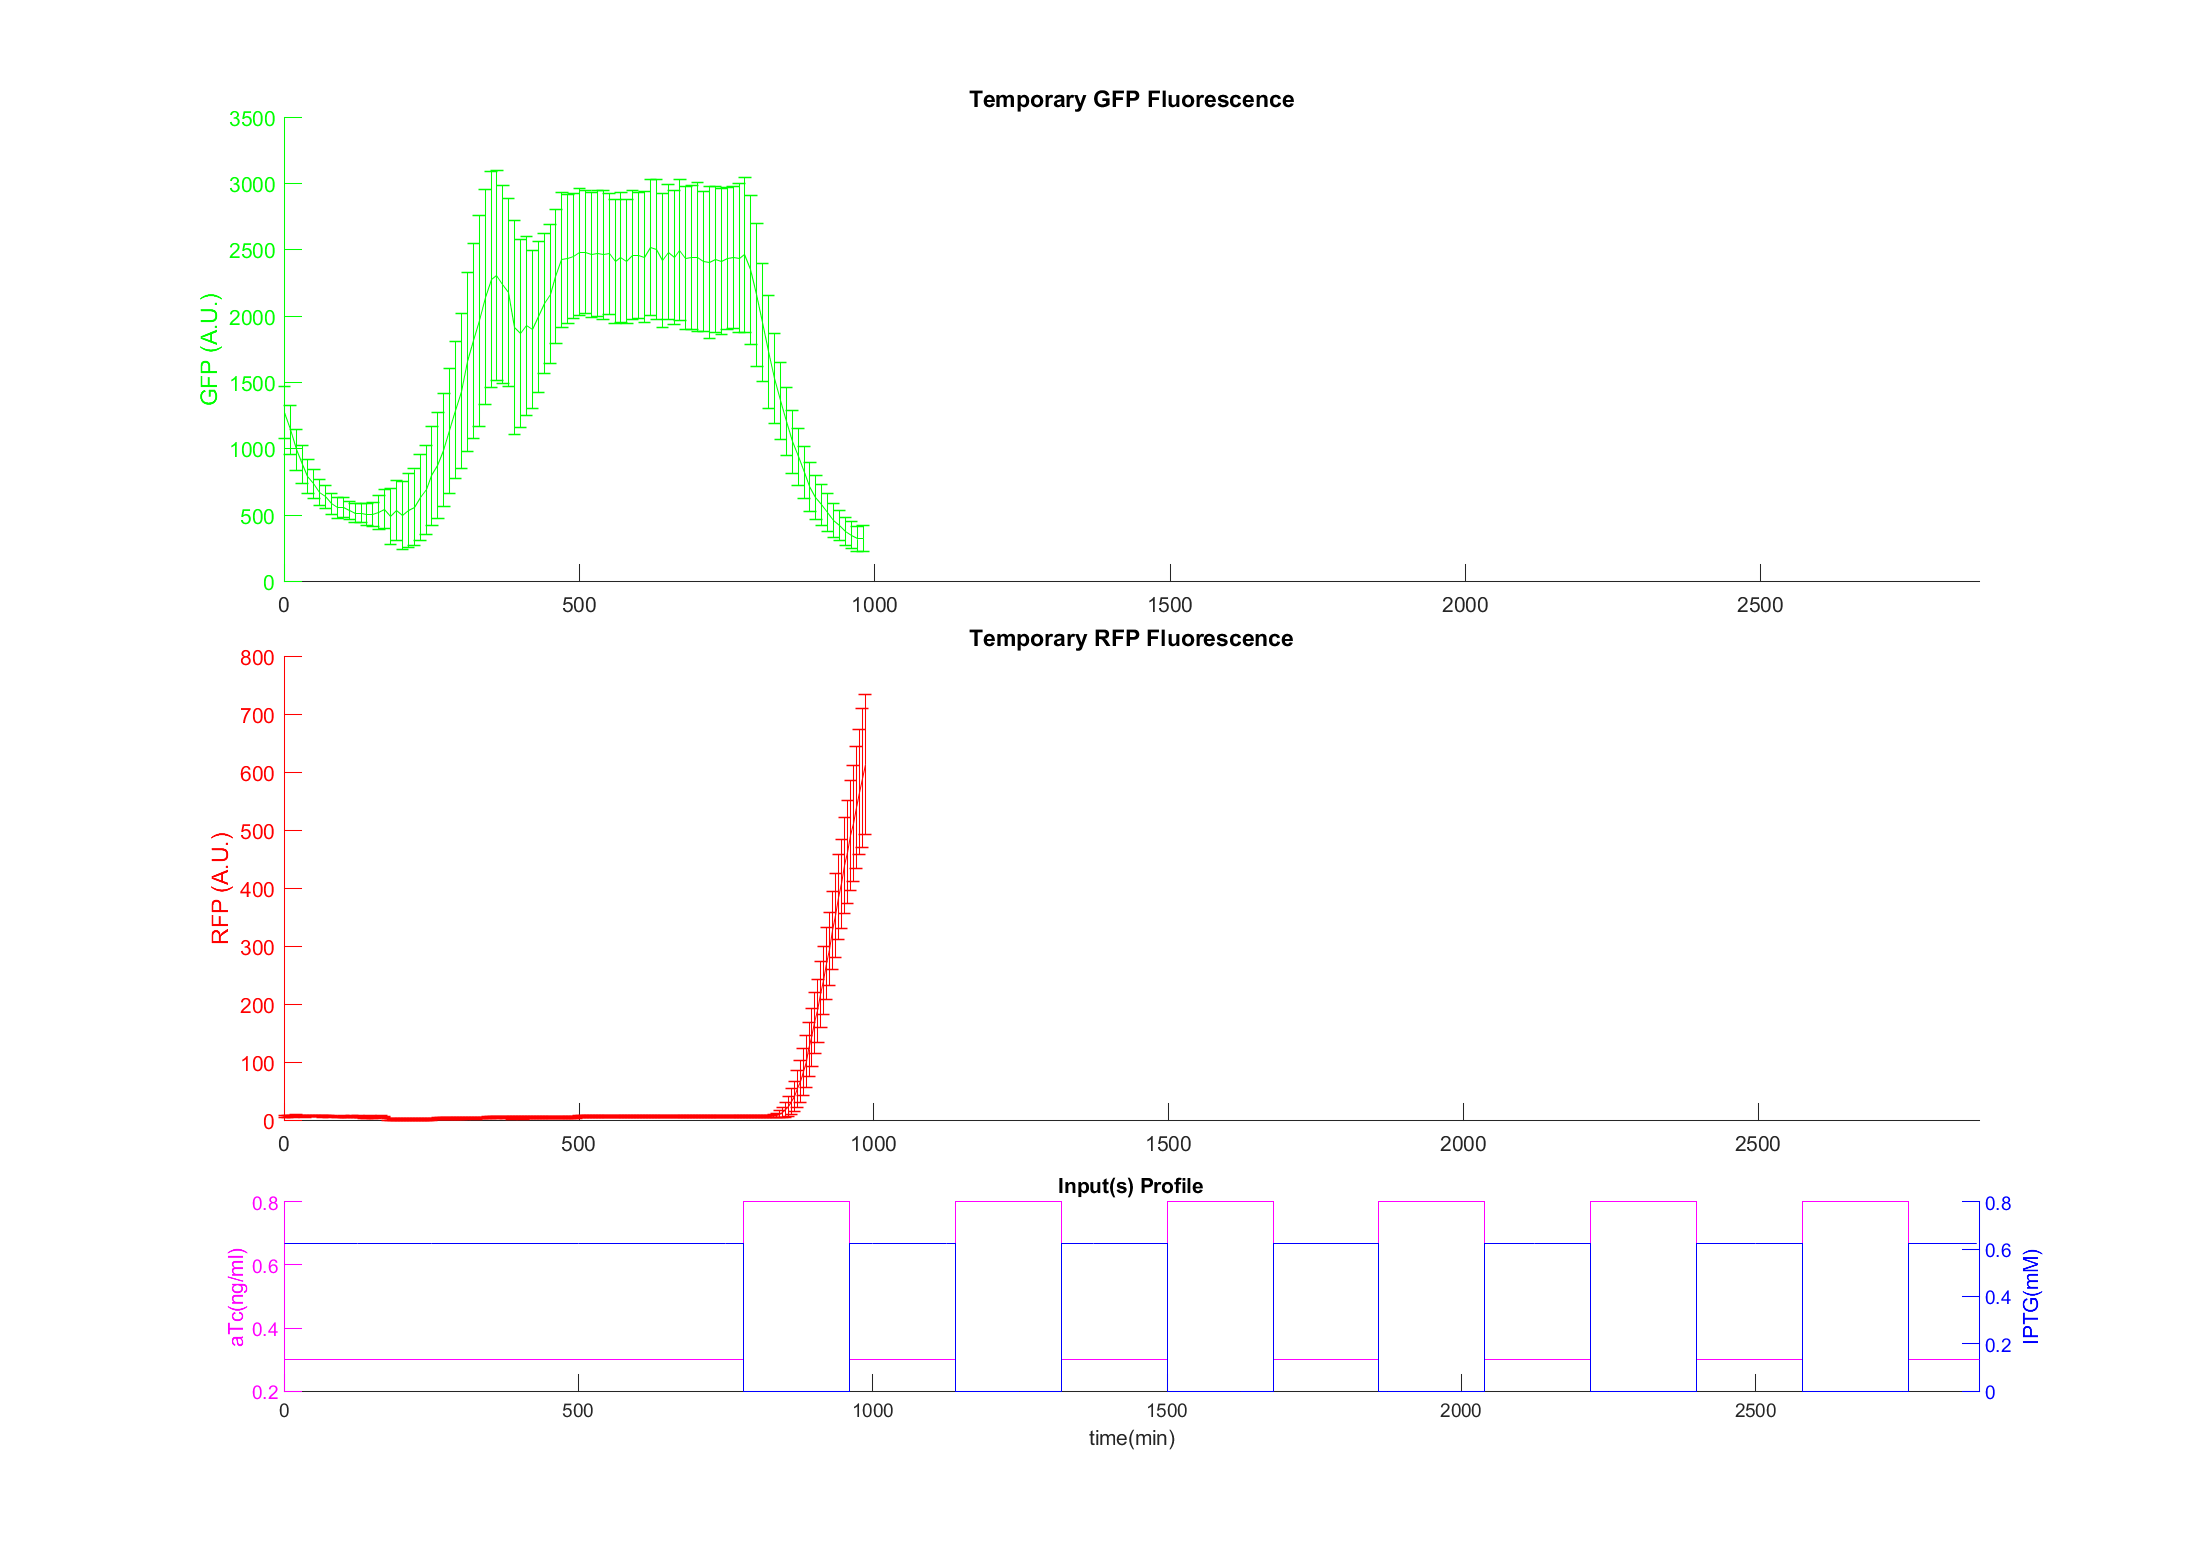 Temporary GFP Fluorescence
3500
3000
2500
2000
1500
1000
500
0
GFP (A.U.)
0 500 1000 1500 2000 2500
Temporary RFP Fluorescence
800
700
600
500
400
300
200
100
0
RFP (A.U.)
0 500 1000 1500 2000 2500
Input(s) Profile
0.8
0.6
0.4
0.2
aTc(ng/ml)
0.8
0.6
0.4
0.2
0
IPTG(mM)
0 500 1000 1500 2000 2500
time(min)